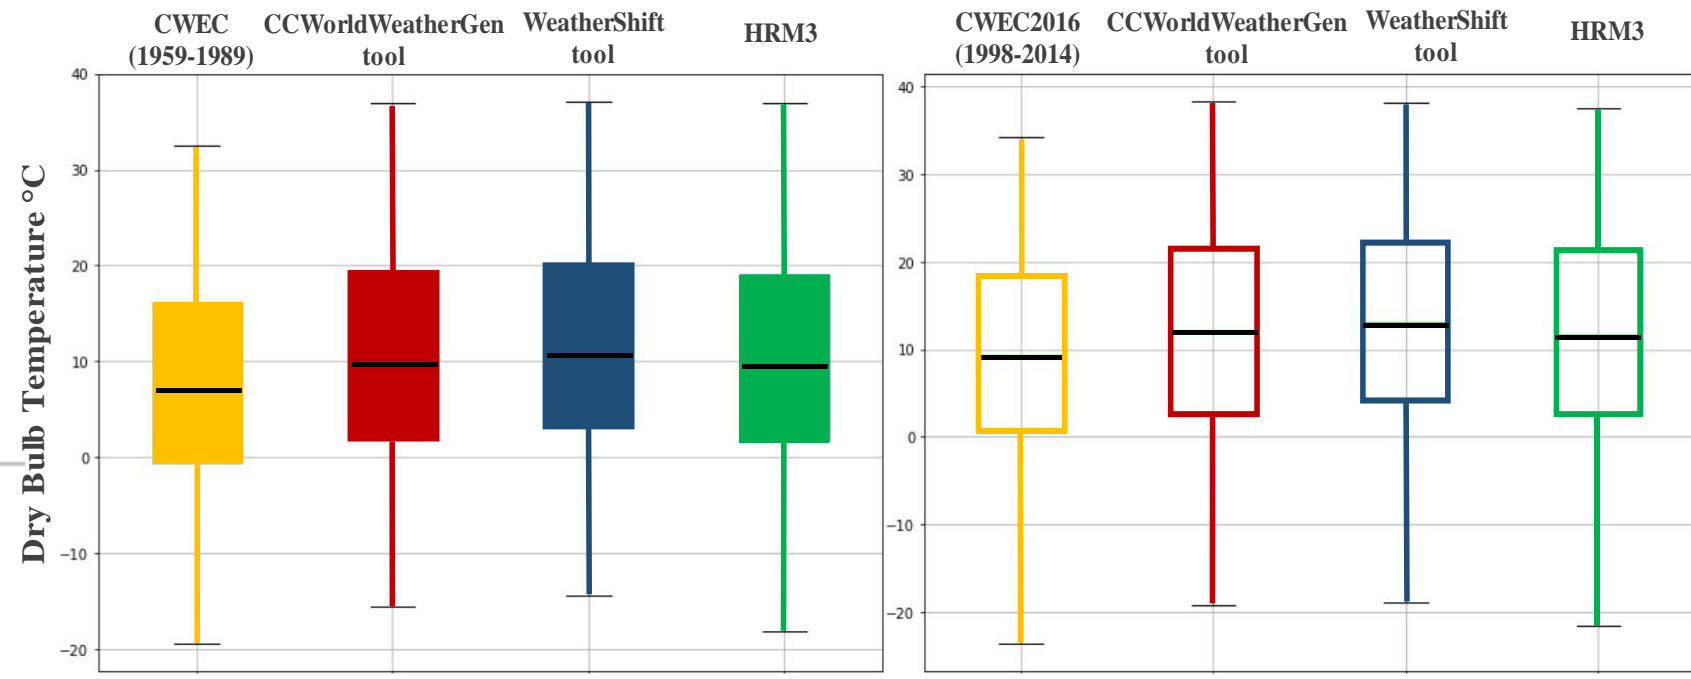 CWEC
(1959-1989)
CCWorldWeatherGen
tool
WeatherShift
tool
HRM3
CWEC2016
(1998-2014)
CCWorldWeatherGen
tool
WeatherShift
tool
HRM3
Dry Bulb Temperature °C
40
30
20
10
0
−10
−20
40
30
20
10
0
−10
−20